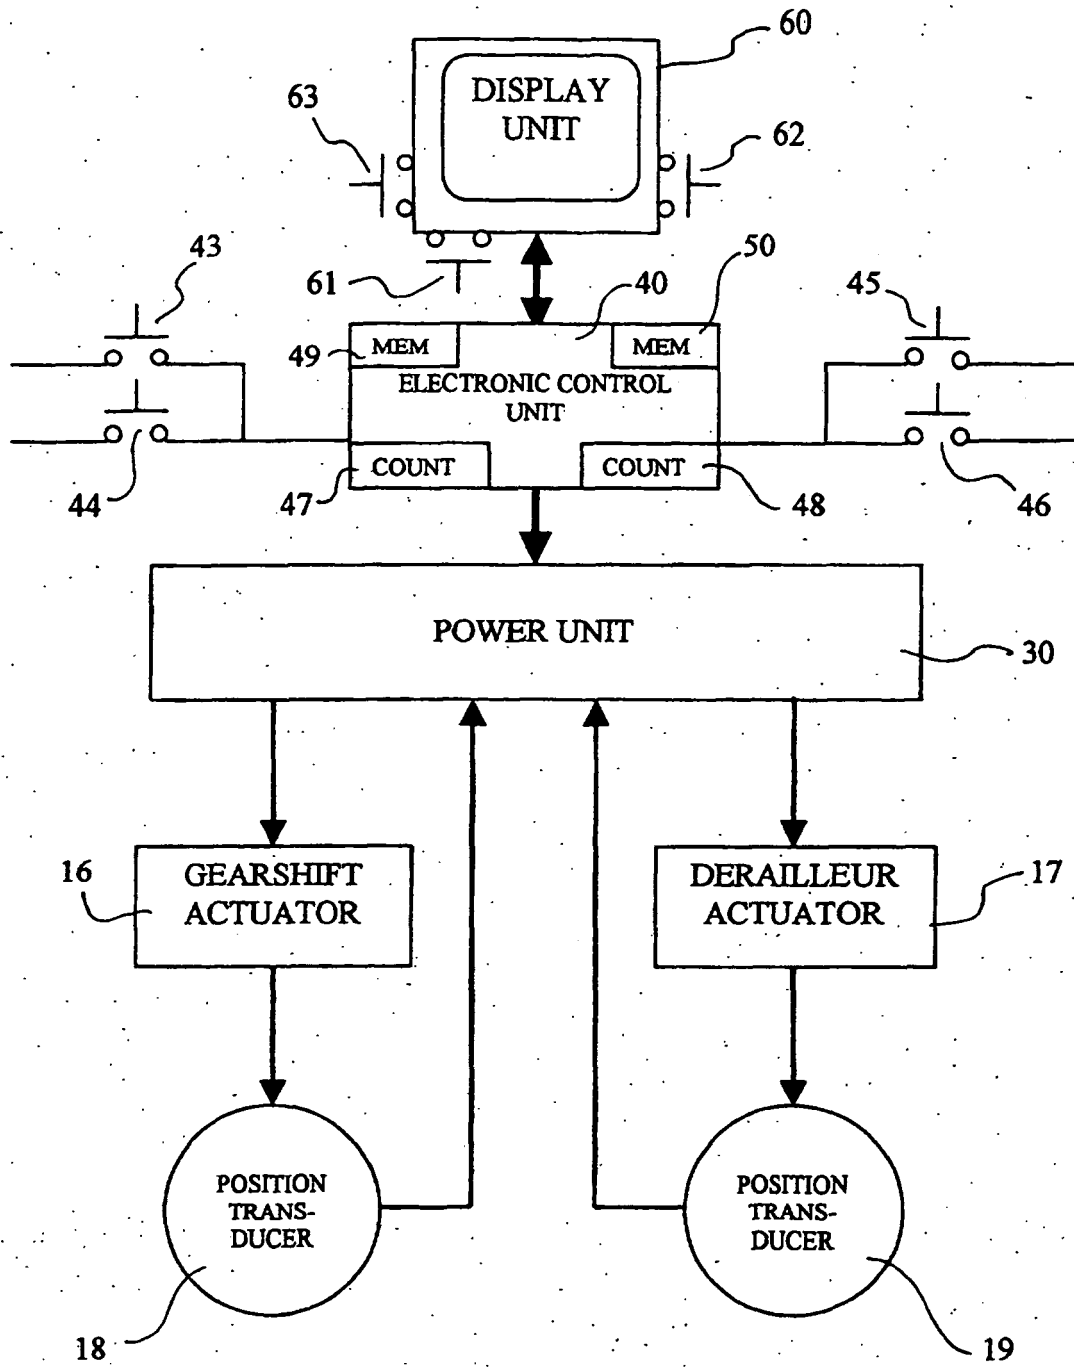 60
DISPLAY
UNIT
63
62
43
61
40
50
45
49
MEM
MEM
ELECTRONIC CONTROL
UNIT
COUNT
COUNT
44
47
48
46
POWER UNIT
30
16
GEARSHIFT
ACTUATOR
DERAILLEUR
ACTUATOR
17
POSITION
TRANS-
DUCER
POSITION
TRANS-
DUCER
18
19